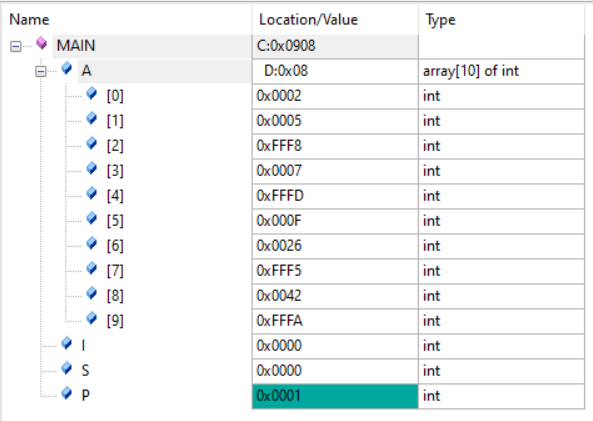 Name Location/Value Type
MAIN C:0x0908
A D:0x08 array[10] of int
[0] 0x0002 int
[1] 0x0005 int
[2] 0xFFF8 int
[3] 0x0007 int
[4] 0xFFFD int
[5] 0x000F int
[6] 0x0026 int
[7] 0xFFF5 int
[8] 0x0042 int
[9] 0xFFFA int
I 0x0000 int
S 0x0000 int
P 0x0001 int